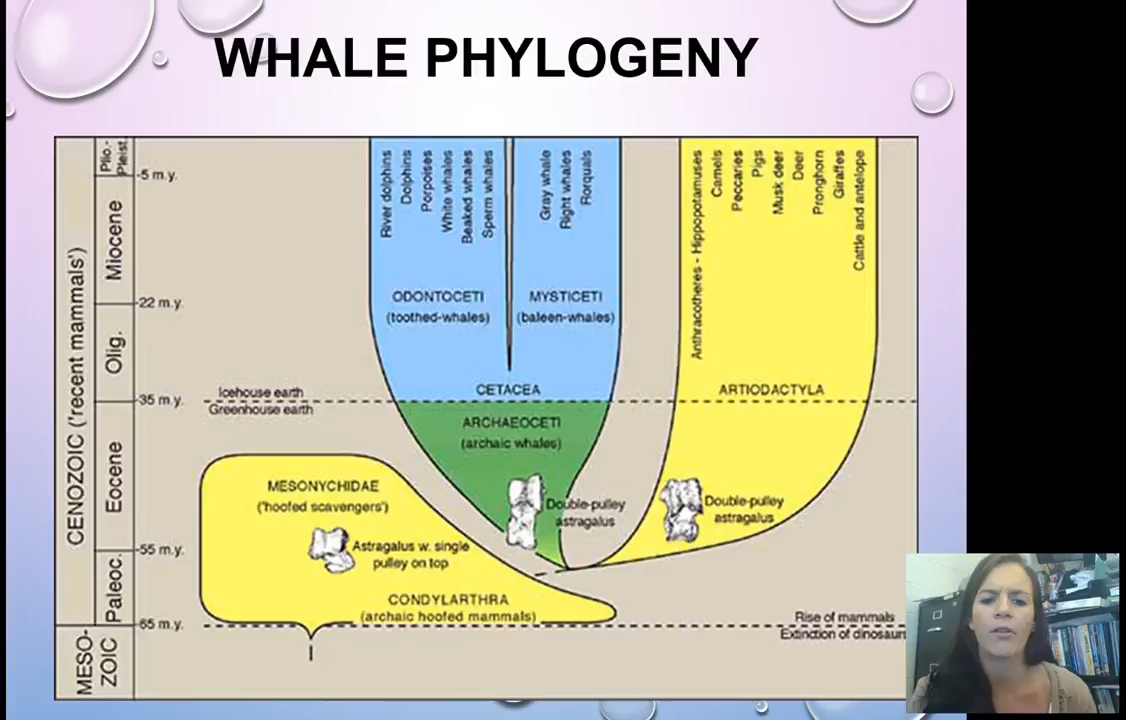 WHALE PHYLOGENY
CENOZOIC ('recent mammals')
MESO-
ZOIC
Plio.-
Pleist.
Miocene
Olig.
Eocene
Paleoc.
-5 m.y.
-22 m.y.
-35 m.y.
-55 m.y.
-65 m.y.
River dolphins
Dolphins
Porpoises
White whales
Beaked whales
Sperm whales
Gray whale
Right whales
Rorquals
Anthracotheres - Hippopotamuses
Camels
Peccaries
Pigs
Musk deer
Deer
Pronghorn
Giraffes
Cattle and antelope
ODONTOCETI
(toothed-whales)
MYSTICETI
(baleen-whales)
Icehouse earth
Greenhouse earth
CETACEA
ARTIODACTYLA
ARCHAEOCETI
(archaic whales)
MESONYCHIDAE
('hoofed scavengers')
Double-pulley
astragalus
Double-pulley
astragalus
Astragalus w. single
pulley on top
CONDYLARTHRA
(archaic hoofed mammals)
Rise of mammals
Extinction of dinosaurs